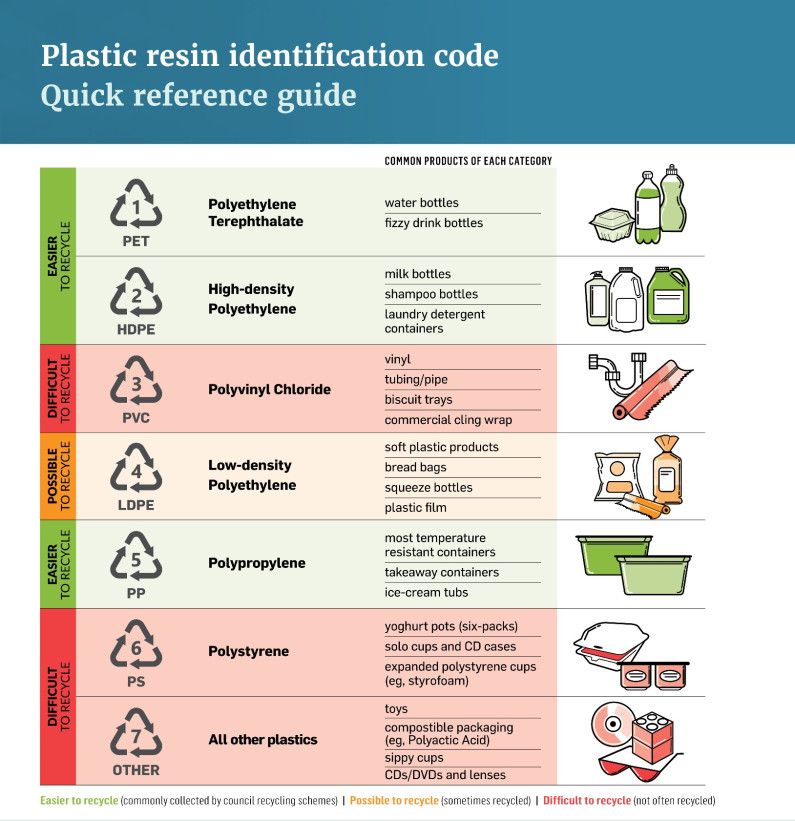 Plastic resin identification code
Quick reference guide
COMMON PRODUCTS OF EACH CATEGORY
EASIER
TO RECYCLE
1
PET
Polyethylene
Terephthalate
water bottles
fizzy drink bottles
2
HDPE
High-density
Polyethylene
milk bottles
shampoo bottles
laundry detergent
containers
DIFFICULT
TO RECYCLE
3
PVC
Polyvinyl Chloride
vinyl
tubing/pipe
biscuit trays
commercial cling wrap
POSSIBLE
TO RECYCLE
4
LDPE
Low-density
Polyethylene
soft plastic products
bread bags
squeeze bottles
plastic film
EASIER
TO RECYCLE
5
PP
Polypropylene
most temperature
resistant containers
takeaway containers
ice-cream tubs
DIFFICULT
TO RECYCLE
6
PS
Polystyrene
yoghurt pots (six-packs)
solo cups and CD cases
expanded polystyrene cups
(eg, styrofoam)
7
OTHER
All other plastics
toys
compostible packaging
(eg, Polyactic Acid)
sippy cups
CDs/DVDs and lenses
Easier to recycle (commonly collected by council recycling schemes) | Possible to recycle (sometimes recycled) | Difficult to recycle (not often recycled)